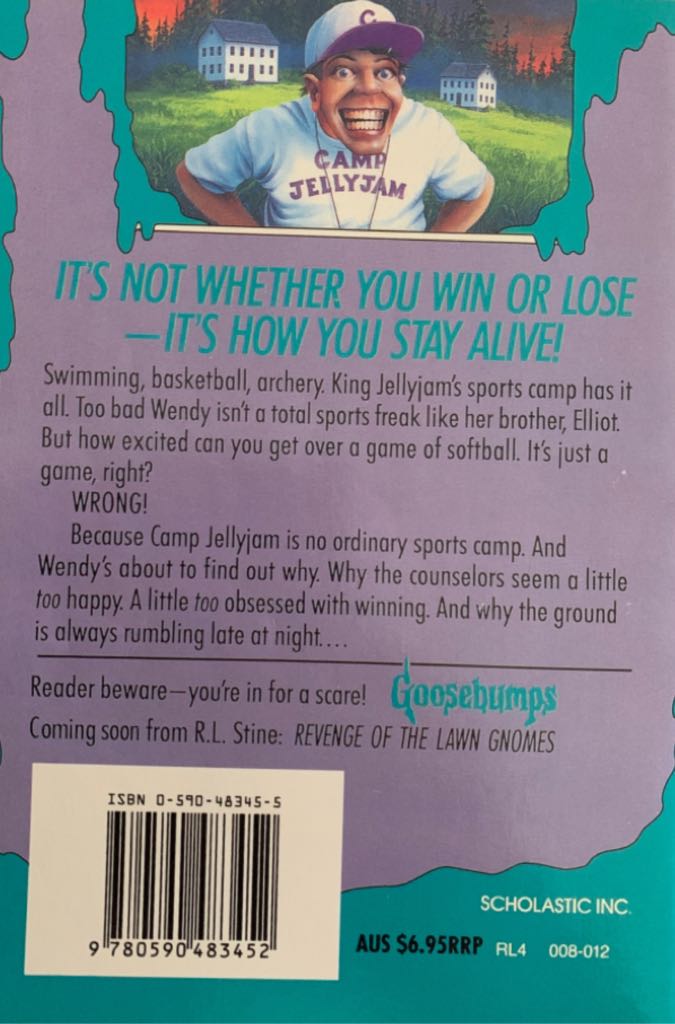 C
CAMP
JELLYJAM
IT'S NOT WHETHER YOU WIN OR LOSE
—IT'S HOW YOU STAY ALIVE!
Swimming, basketball, archery. King Jellyjam's sports camp has it
all. Too bad Wendy isn't a total sports freak like her brother, Elliot.
But how excited can you get over a game of softball. It's just a
game, right?
WRONG!
Because Camp Jellyjam is no ordinary sports camp. And
Wendy's about to find out why. Why the counselors seem a little
too happy. A little too obsessed with winning. And why the ground
is always rumbling late at night....
Reader beware—you're in for a scare! Goosebumps
Coming soon from R.L. Stine: REVENGE OF THE LAWN GNOMES
ISBN 0-590-48345-5
9 780590 483452
SCHOLASTIC INC.
AUS $6.95RRP RL4 008-012